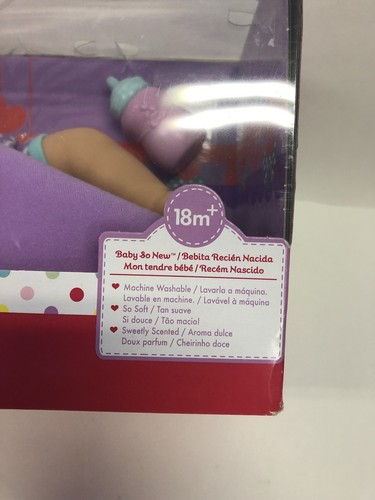 18m+
Baby So New™ / Bebita Recién Nacida
Mon tendre bébé / Recém Nascido
Machine Washable / Lavarla a máquina.
Lavable en machine. / Lavável à máquina
So Soft / Tan suave
Si douce / Tão macio!
Sweetly Scented / Aroma dulce
Doux parfum / Cheirinho doce